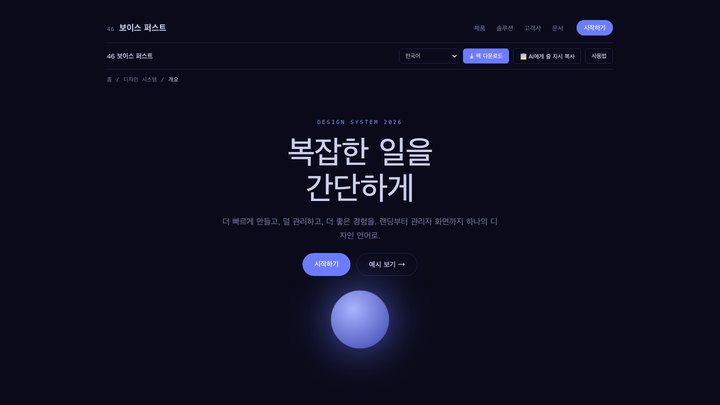 46 보이스 퍼스트
제품 솔루션 고객사 문서 시작하기
46 보이스 퍼스트
한국어 팩 다운로드 AI에게 줄 지시 복사 사용법
홈 / 디자인 시스템 / 개요
DESIGN SYSTEM 2026
복잡한 일을
간단하게
더 빠르게 만들고, 덜 관리하고, 더 좋은 경험을. 랜딩부터 관리자 화면까지 하나의 디
자인 언어로.
시작하기 예시 보기 →